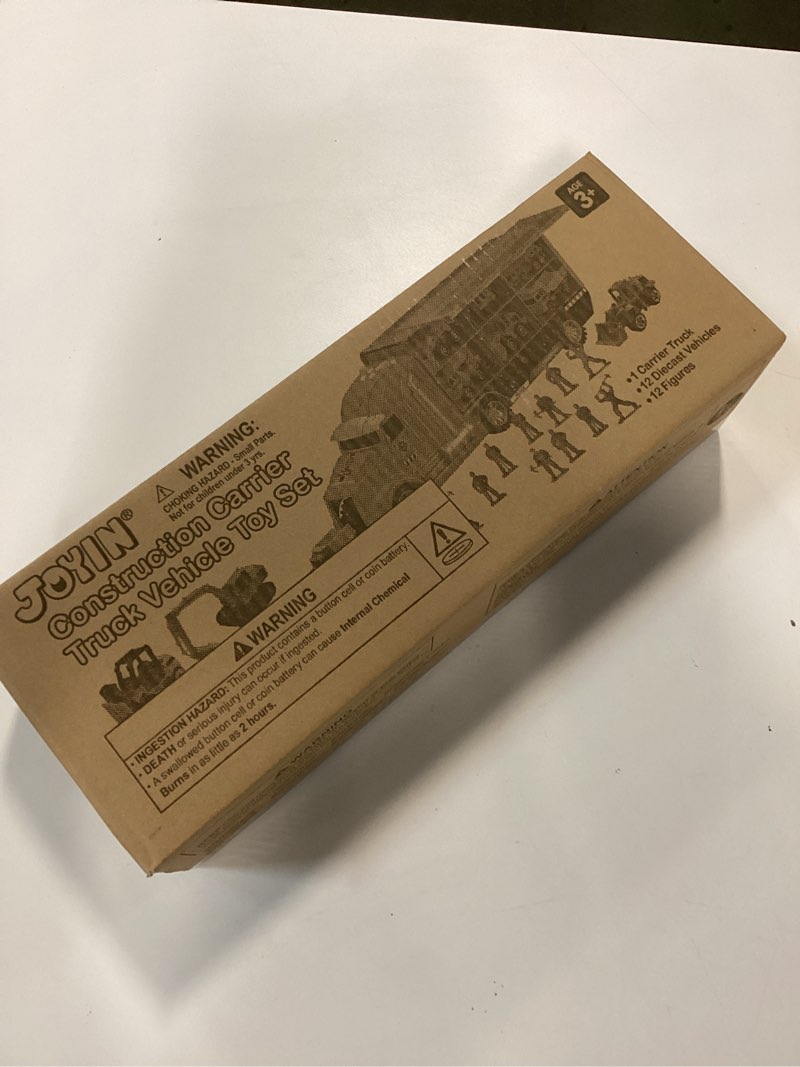 AGE
3+
•1 Carrier Truck
•12 Diecast Vehicles
•12 Figures
WARNING:
CHOKING HAZARD - Small Parts.
Not for children under 3 yrs.
JOYIN®
Construction Carrier
Truck Vehicle Toy Set
WARNING
• INGESTION HAZARD: This product contains a button cell or coin battery.
• DEATH or serious injury can occur if ingested.
• A swallowed button cell or coin battery can cause Internal Chemical
Burns in as little as 2 hours.